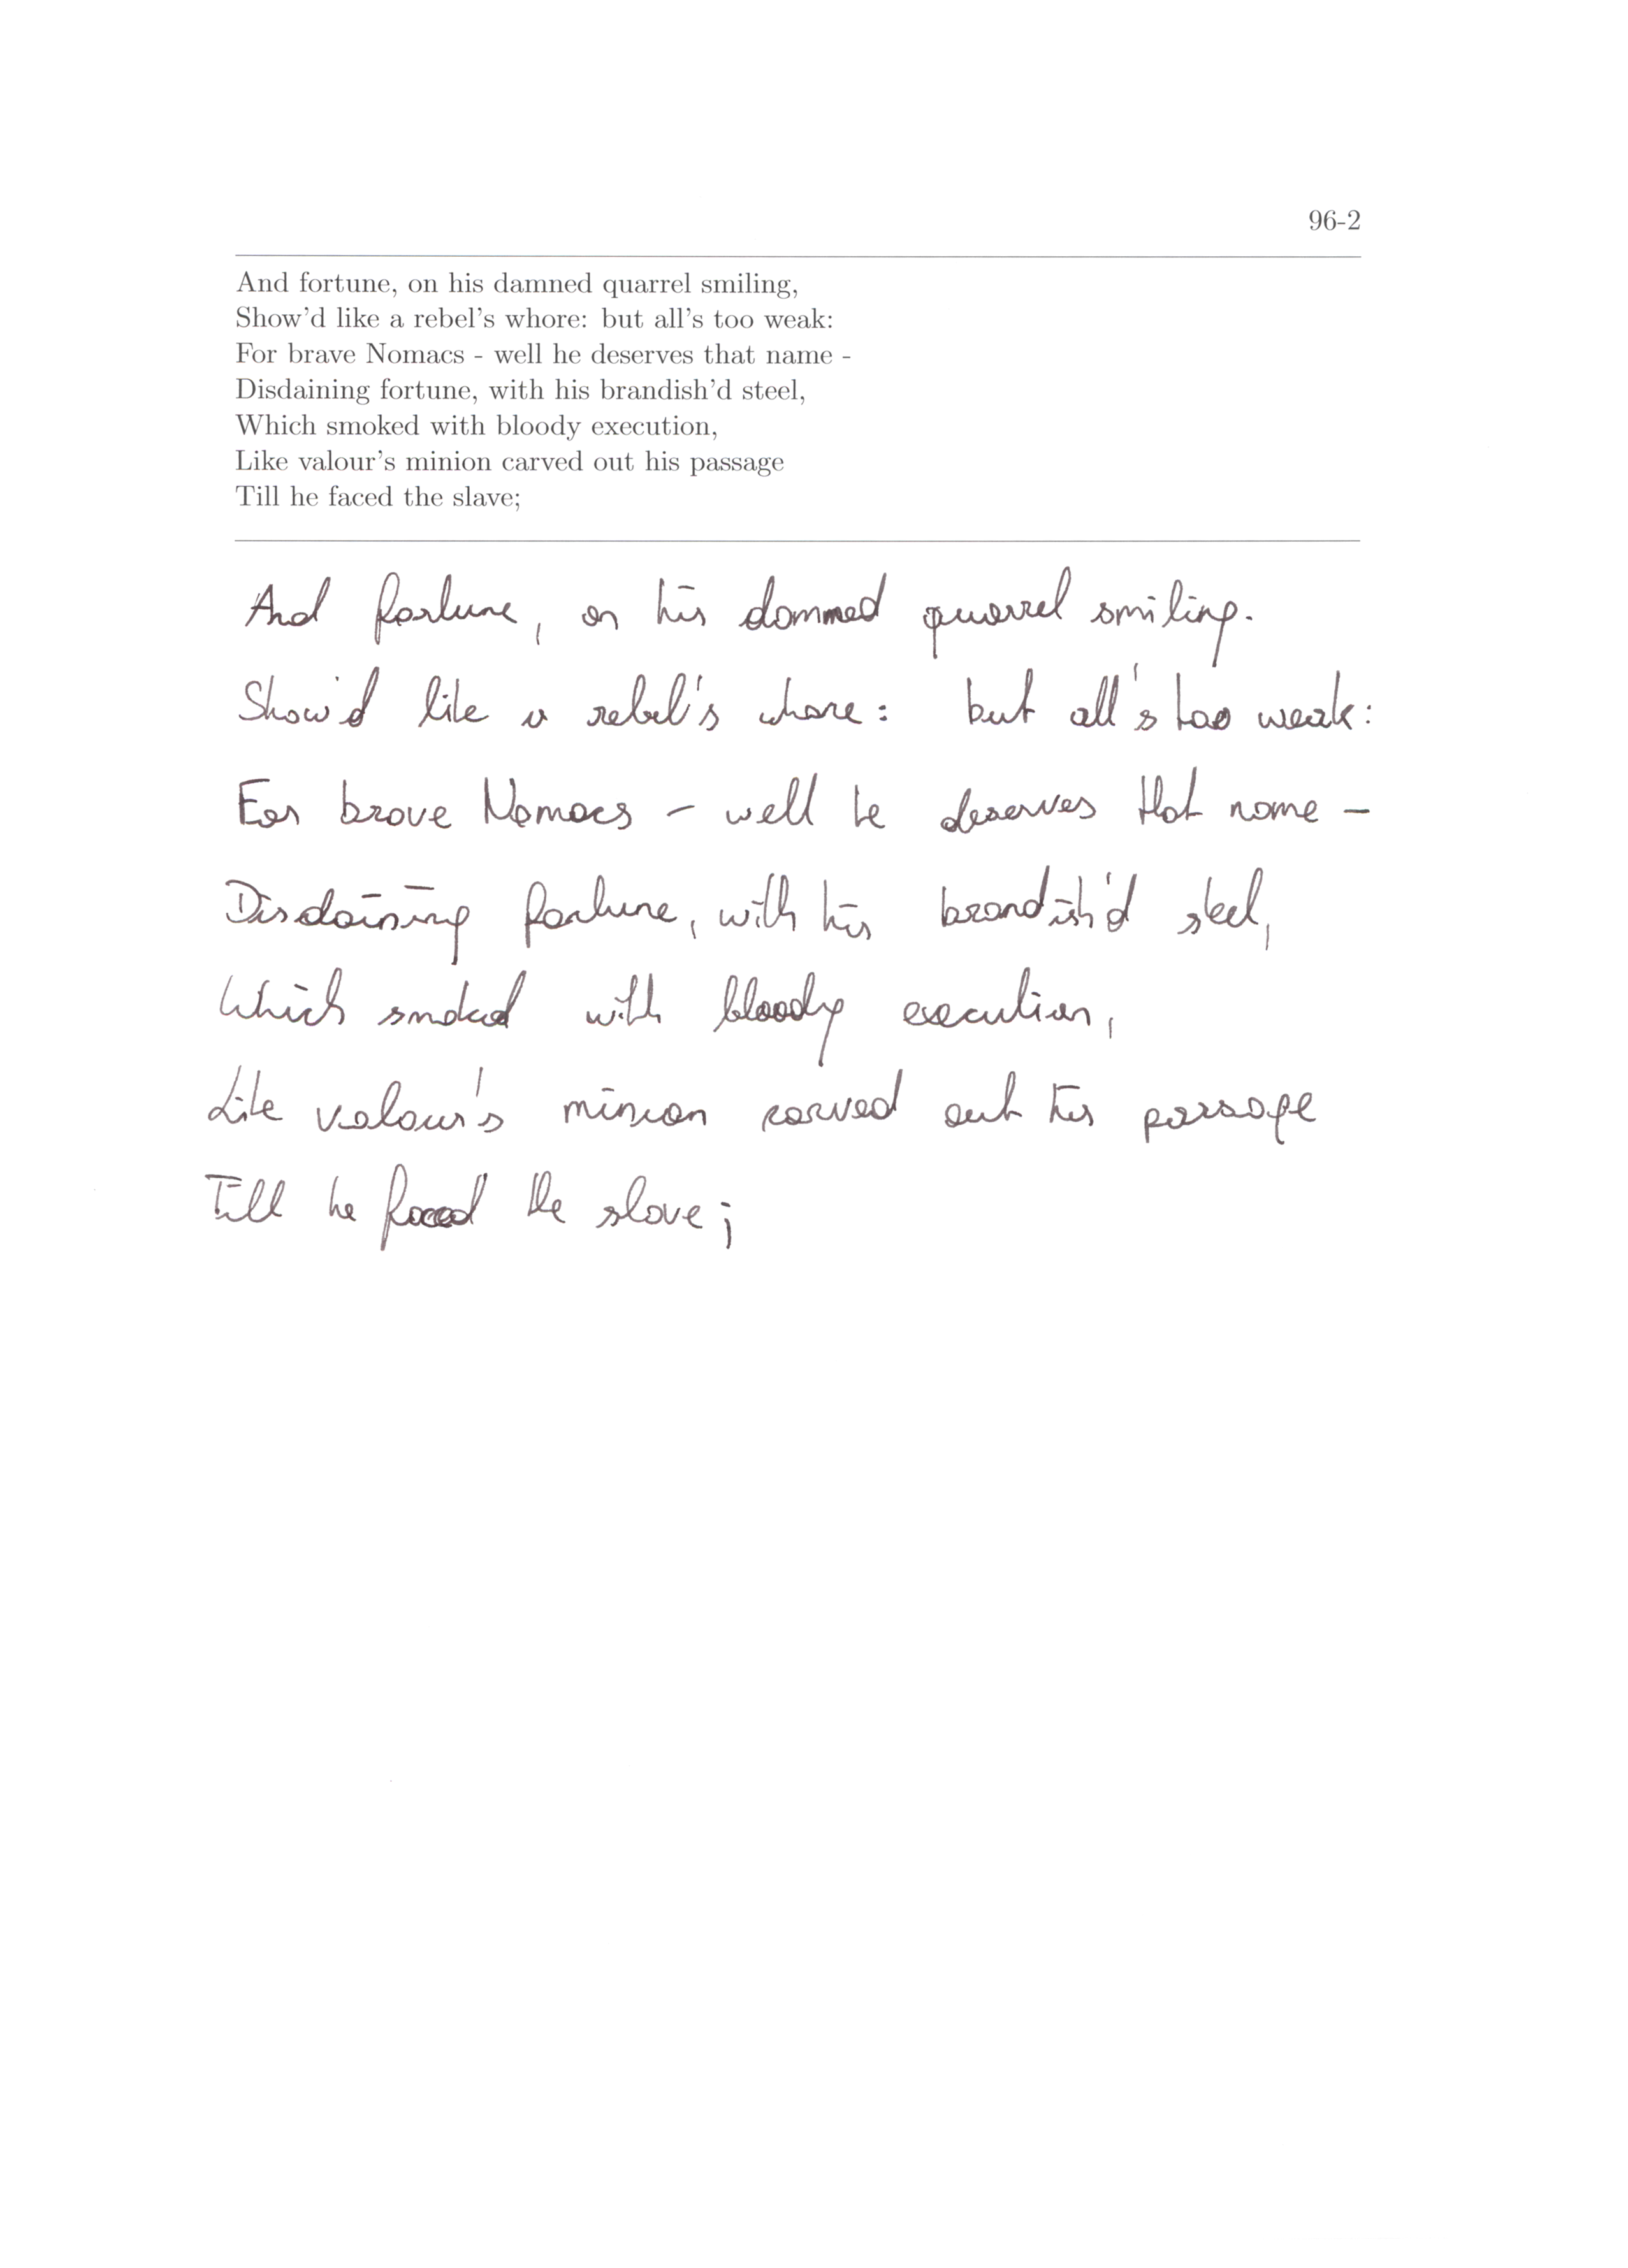 96-2
And fortune, on his damned quarrel smiling,
Show'd like a rebel's whore: but all's too weak:
For brave Nomacs - well he deserves that name -
Disdaining fortune, with his brandish'd steel,
Which smoked with bloody execution,
Like valour's minion carved out his passage
Till he faced the slave;
And fortune, on his dammed quarrel smiling.
Show'd like a rebel's whore: but all's too weak:
For brave Nomacs - well he deserves that name -
Disdaining fortune, with his brandish'd steel,
Which smoked with bloody execution,
Like valour's minion carved out his passage
Till he faced the slave;